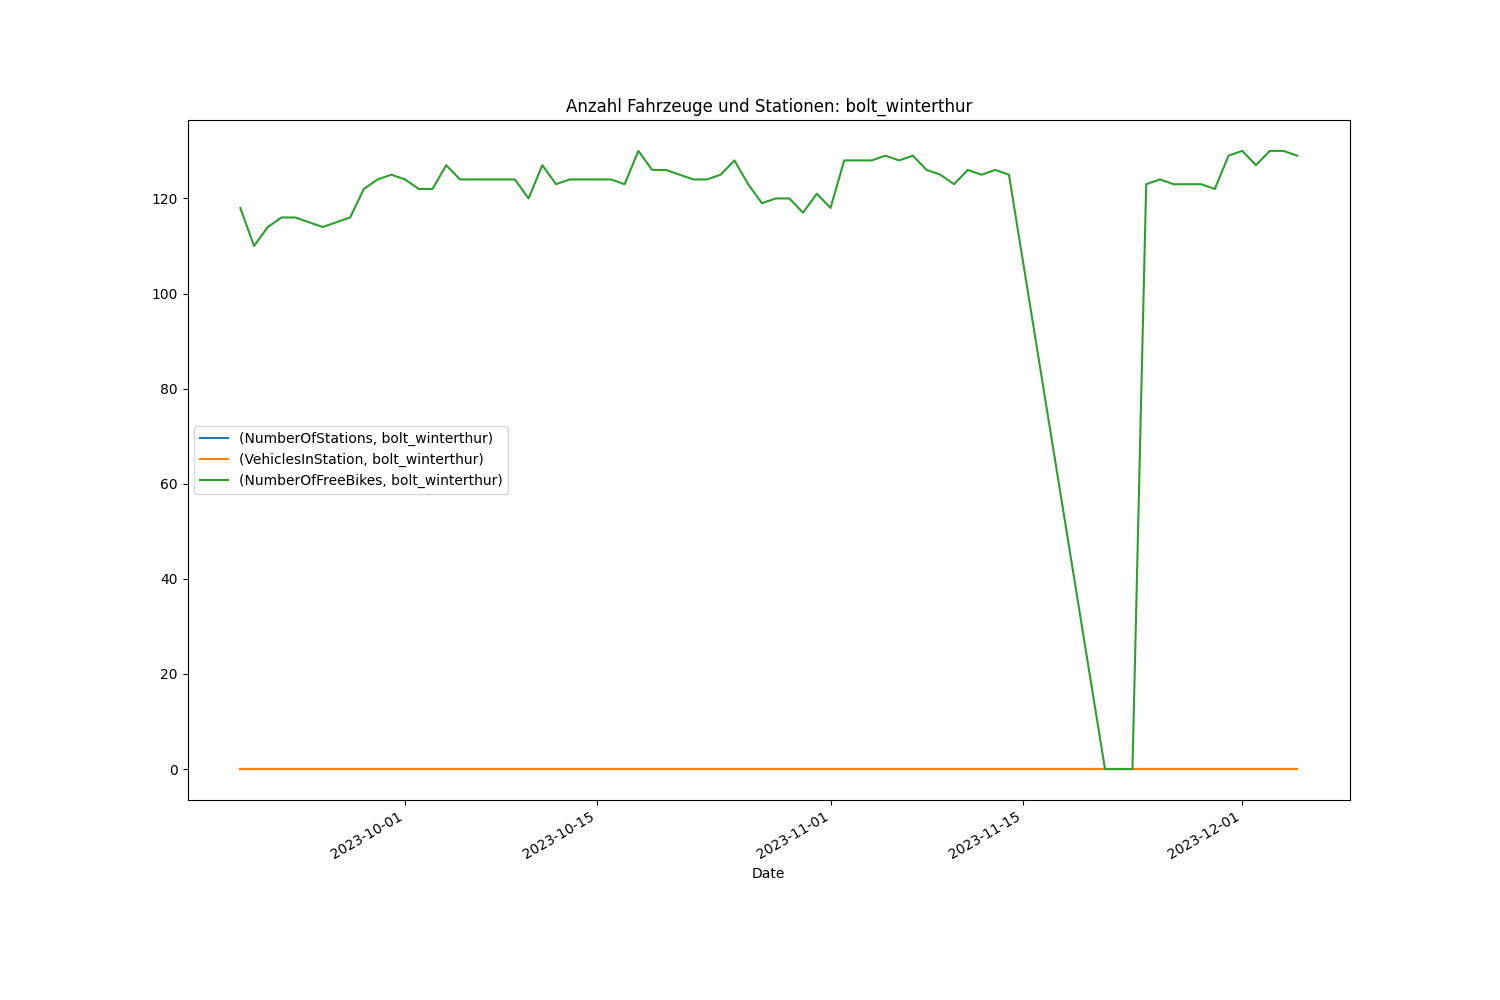 Anzahl Fahrzeuge und Stationen: bolt_winterthur
120
100
80
60
40
20
0
(NumberOfStations, bolt_winterthur)
(VehiclesInStation, bolt_winterthur)
(NumberOfFreeBikes, bolt_winterthur)
2023-10-01
2023-10-15
2023-11-01
2023-11-15
2023-12-01
Date